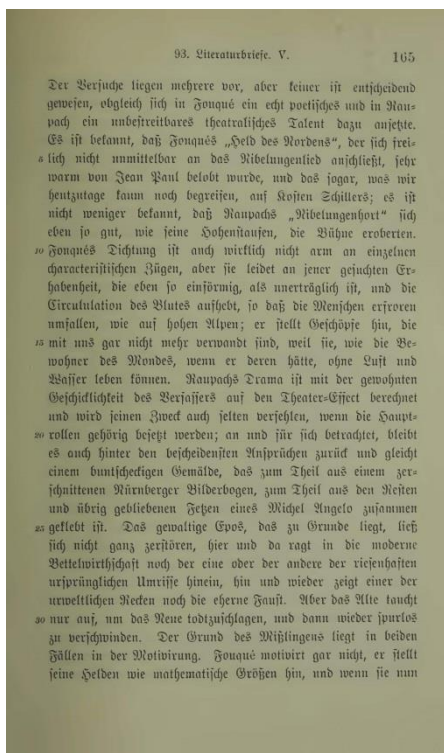 93. Literaturbriefe. V. 165
Der Versuche liegen mehrere vor, aber keiner ist entscheidend
gewesen, obgleich sich in Fouqué ein echt poetisches und in Rau-
pach ein unbestreitbares theatralisches Talent dazu ansetzte.
Es ist bekannt, daß Fouqués „Held des Nordens“, der sich frei-
5 lich nicht unmittelbar an das Nibelungenlied anschließt, sehr
warm von Jean Paul belobt wurde, und das sogar, was wir
heutzutage kaum noch begreifen, auf Kosten Schillers; es ist
nicht weniger bekannt, daß Raupachs „Nibelungenhort“ sich
eben so gut, wie seine Hohenstaufen, die Bühne eroberten.
10 Fouqués Dichtung ist auch wirklich nicht arm an einzelnen
characteristischen Zügen, aber sie leidet an jener gesuchten Er-
habenheit, die eben so einförmig, als unerträglich ist, und die
Circulation des Blutes aufhebt, so daß die Menschen erfroren
umfallen, wie auf hohen Alpen; er stellt Geschöpfe hin, die
15 mit uns gar nicht mehr verwandt sind, weil sie, wie die Be-
wohner des Mondes, wenn er deren hätte, ohne Luft und
Wasser leben können. Raupachs Drama ist mit der gewohnten
Geschicklichkeit des Verfassers auf den Theater-Effect berechnet
und wird seinen Zweck auch selten verfehlen, wenn die Haupt-
20 rollen gehörig besetzt werden; an und für sich betrachtet, bleibt
es auch hinter den bescheidensten Ansprüchen zurück und gleicht
einem buntscheckigen Gemälde, das zum Theil aus einem zer-
schnittenen Nürnberger Bilderbogen, zum Theil aus den Resten
und übrig gebliebenen Fetzen eines Michel Angelo zusammen
25 geklebt ist. Das gewaltige Epos, das zu Grunde liegt, ließ
sich nicht ganz zerstören, hier und da ragt in die moderne
Bettelwirthschaft noch der eine oder der andere der riesenhaften
ursprünglichen Umrisse hinein, hin und wieder zeigt einer der
urweltlichen Recken noch die eherne Faust. Aber das Alte taucht
30 nur auf, um das Neue todtzuschlagen, und dann wieder spurlos
zu verschwinden. Der Grund des Mißlingens liegt in beiden
Fällen in der Motivirung. Fouqué motivirt gar nicht, er stellt
seine Helden wie mathematische Größen hin, und wenn sie nun